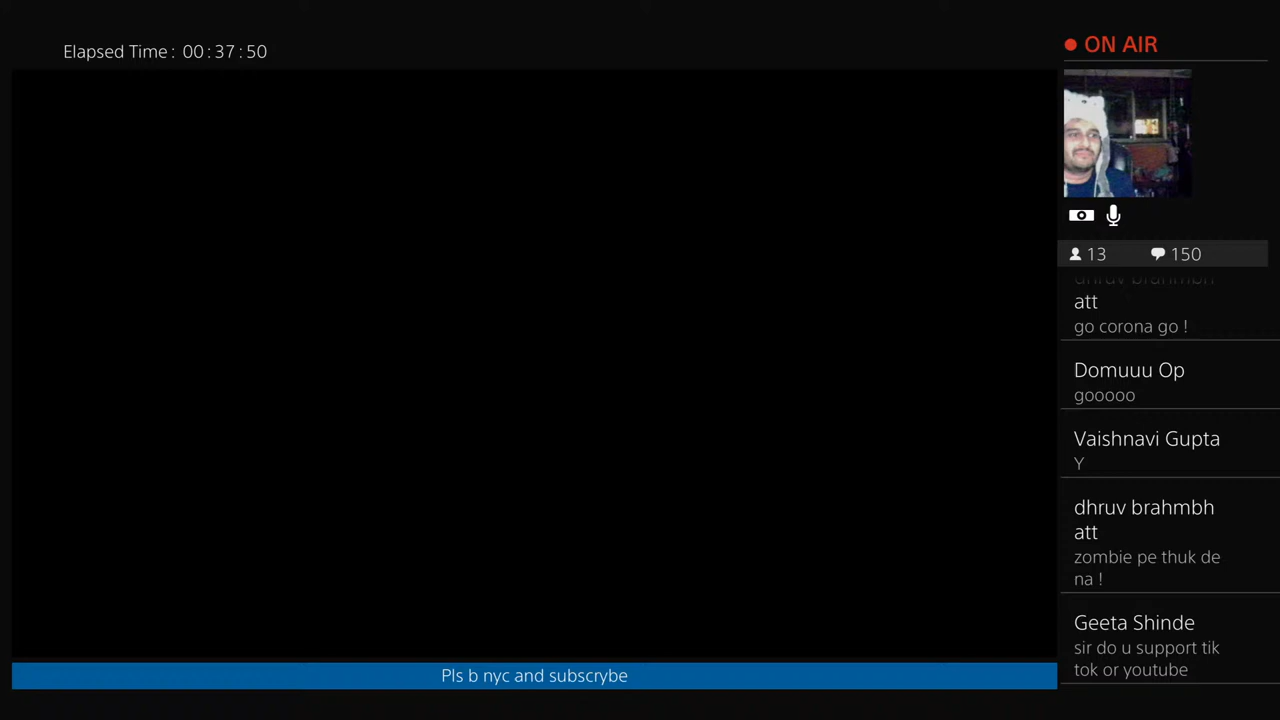 Elapsed Time : 00:37:50
ON AIR
13 150
dhruv brahmbh
att
go corona go !
Domuuu Op
gooooo
Vaishnavi Gupta
Y
dhruv brahmbh
att
zombie pe thuk de
na !
Geeta Shinde
sir do u support tik
tok or youtube
Pls b nyc and subscrybe